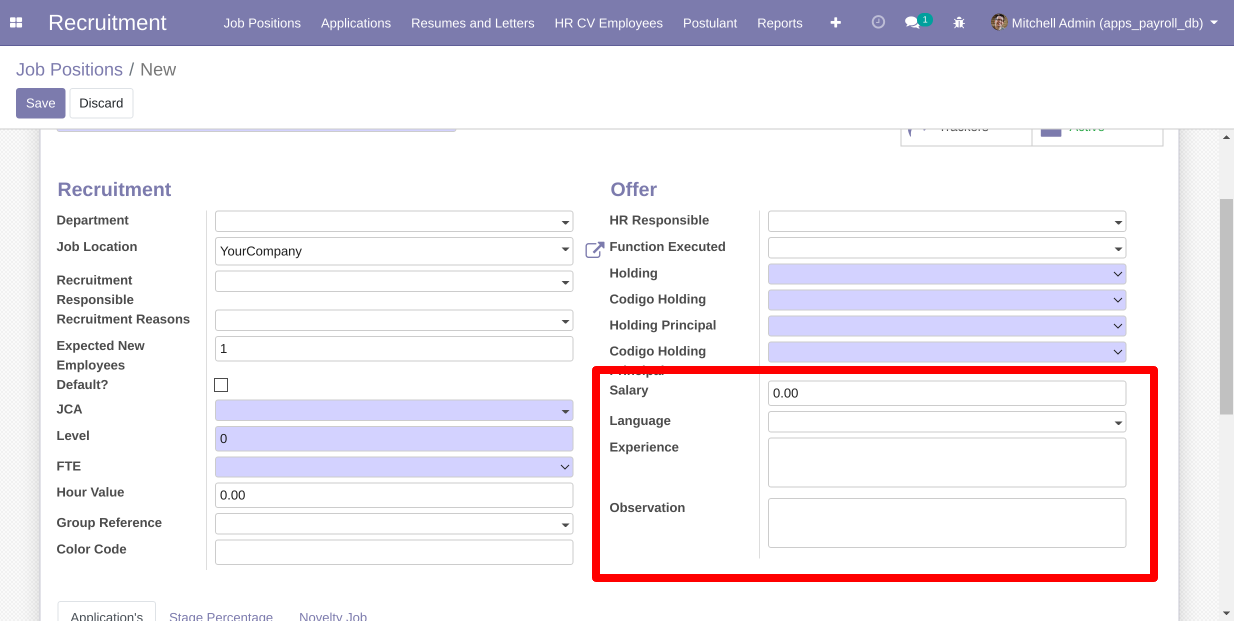 Recruitment
Job Positions Applications Resumes and Letters HR CV Employees Postulant Reports 1 Mitchell Admin (apps_payroll_db)
Job Positions / New
Save Discard
Trackers Active
Recruitment
Department
Job Location YourCompany
Recruitment
Responsible
Recruitment Reasons
Expected New 1
Employees
Default?
JCA
Level 0
FTE
Hour Value 0.00
Group Reference
Color Code
Offer
HR Responsible
Function Executed
Holding
Codigo Holding
Holding Principal
Codigo Holding
Principal
Salary 0.00
Language
Experience
Observation
Application's Stage Percentage Novelty Job